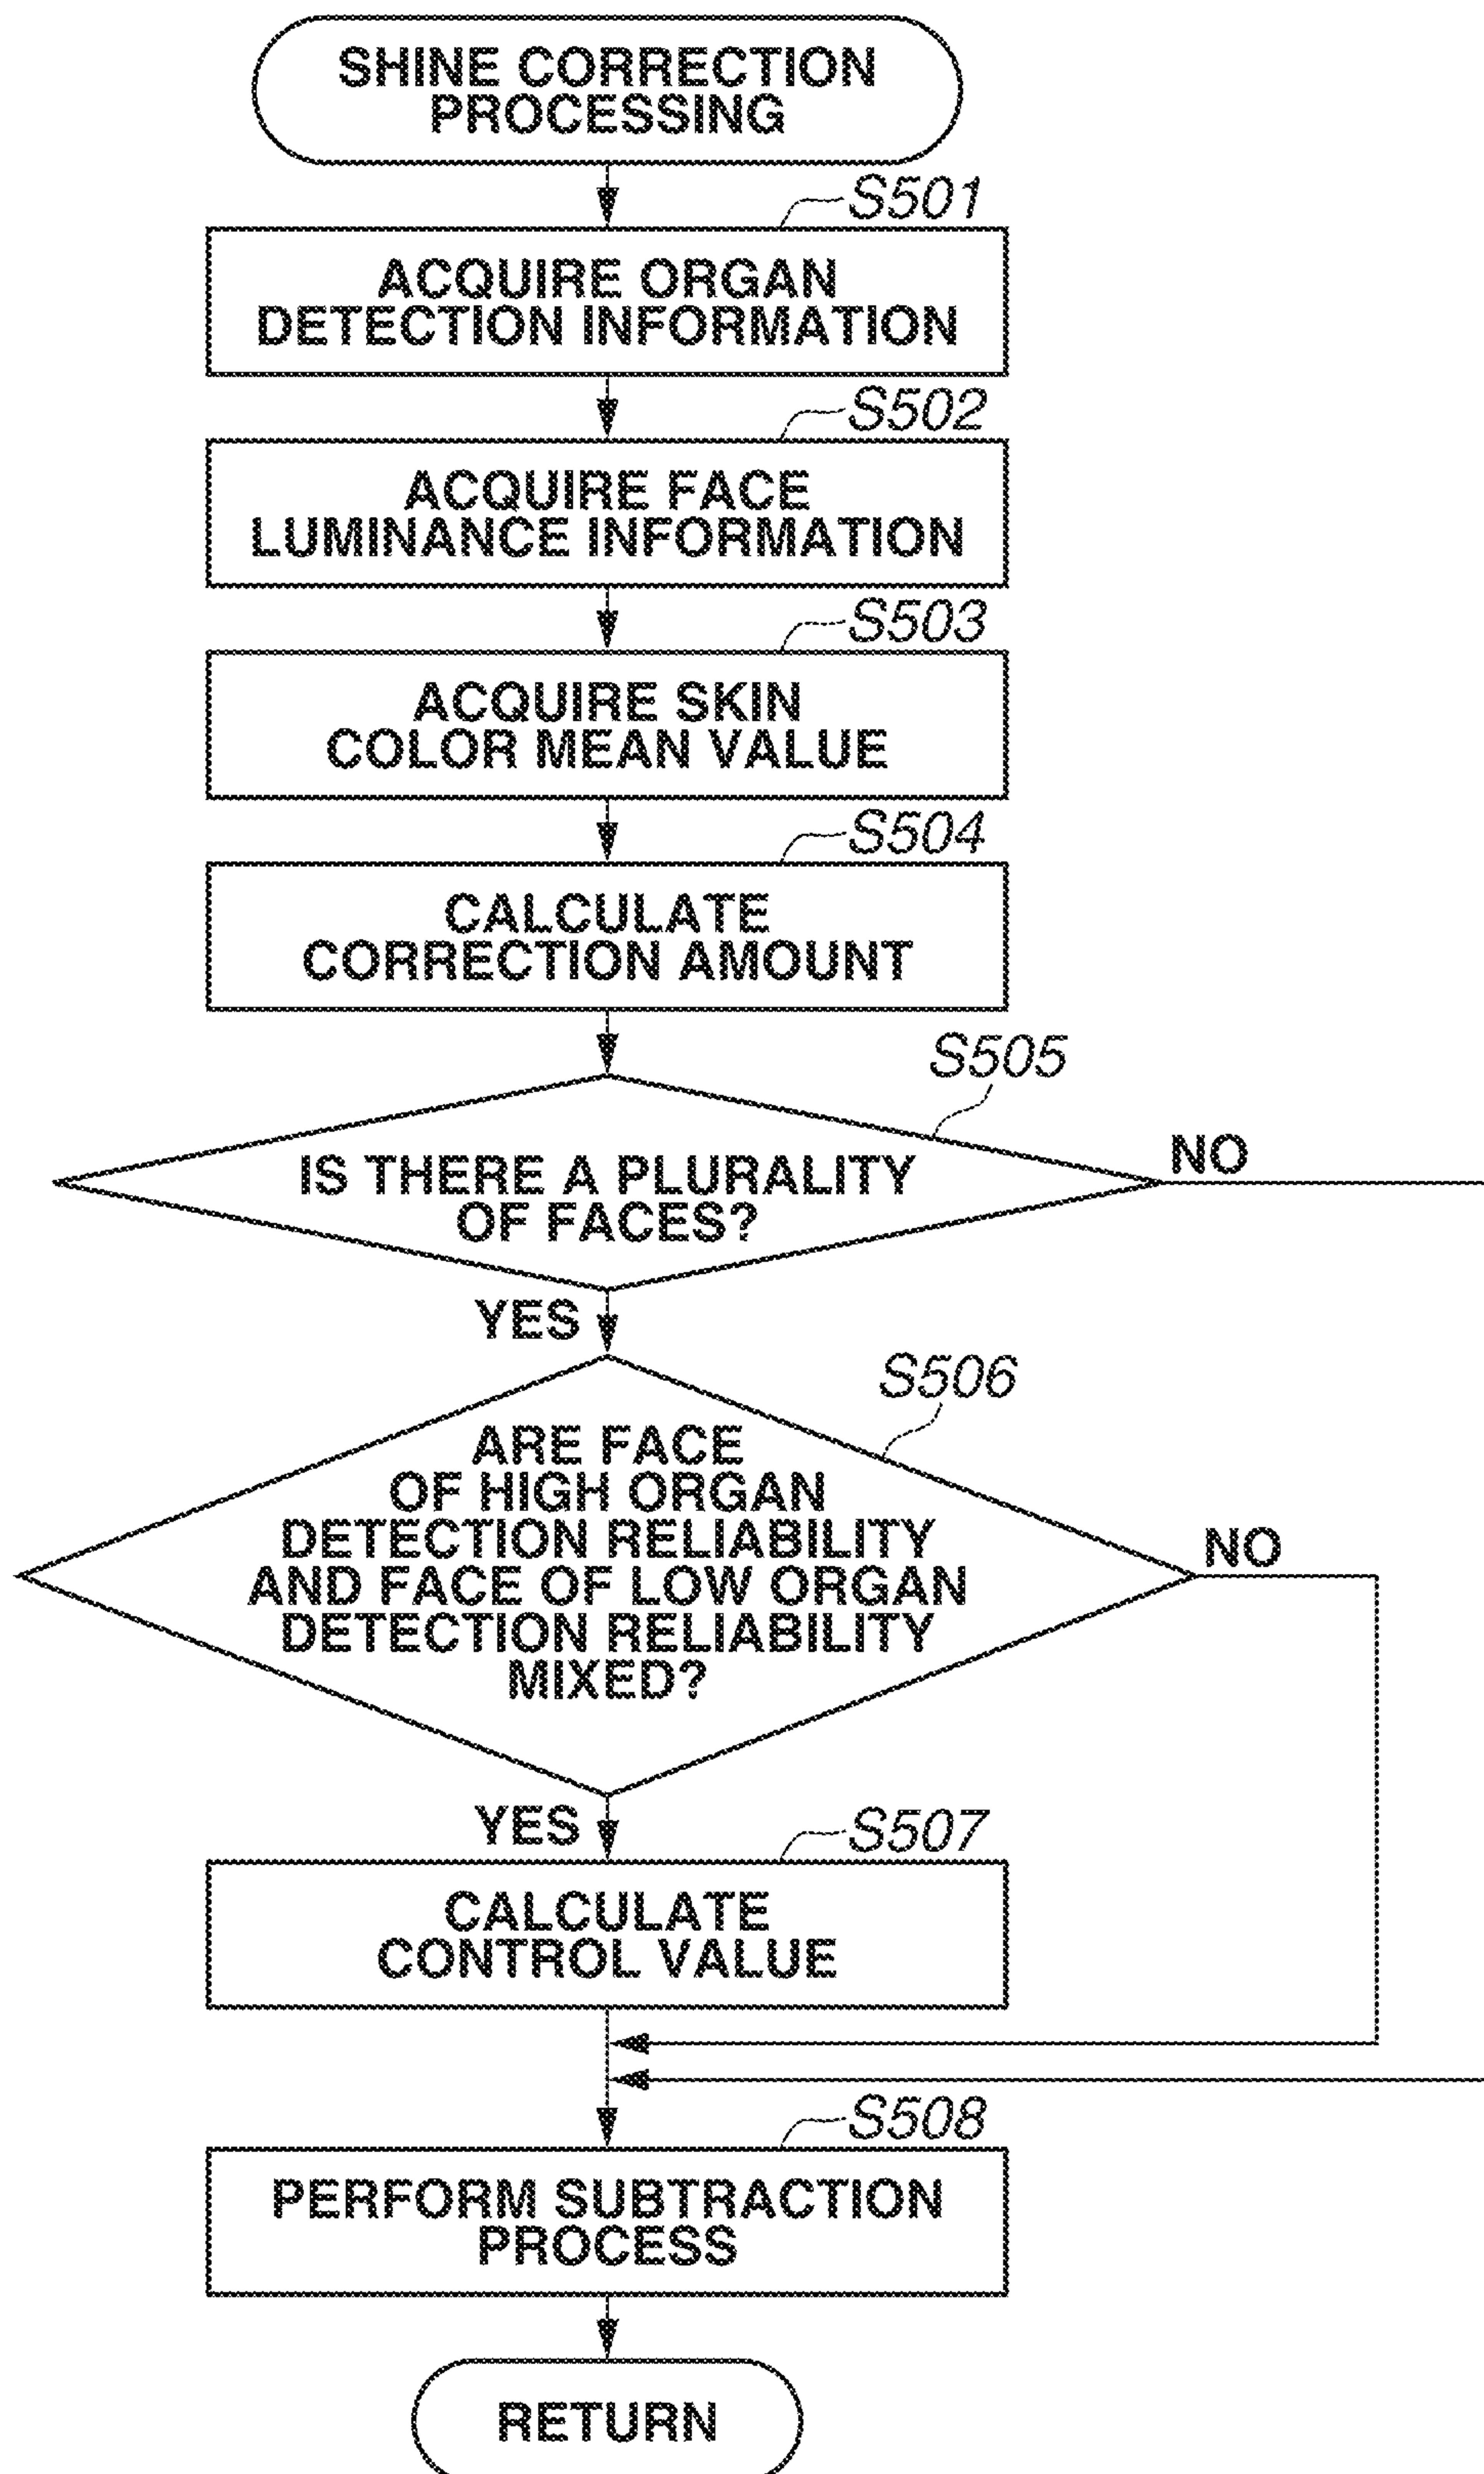 SHINE CORRECTION
PROCESSING
S501
ACQUIRE ORGAN
DETECTION INFORMATION
S502
ACQUIRE FACE
LUMINANCE INFORMATION
S503
ACQUIRE SKIN
COLOR MEAN VALUE
S504
CALCULATE
CORRECTION AMOUNT
S505
IS THERE A PLURALITY
OF FACES?
NO
YES
S506
ARE FACE
OF HIGH ORGAN
DETECTION RELIABILITY
AND FACE OF LOW ORGAN
DETECTION RELIABILITY
MIXED?
NO
YES
S507
CALCULATE
CONTROL VALUE
S508
PERFORM SUBTRACTION
PROCESS
RETURN